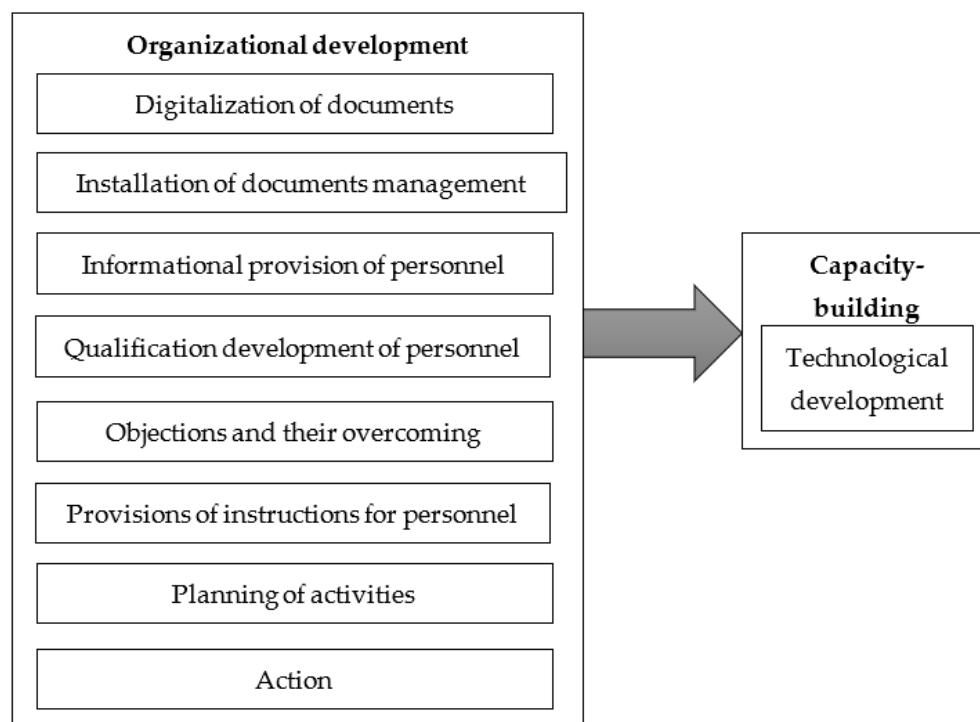 Organizational development
Digitalization of documents
Installation of documents management
Informational provision of personnel
Qualification development of personnel
Objections and their overcoming
Provisions of instructions for personnel
Planning of activities
Action
Capacity-
building
Technological
development